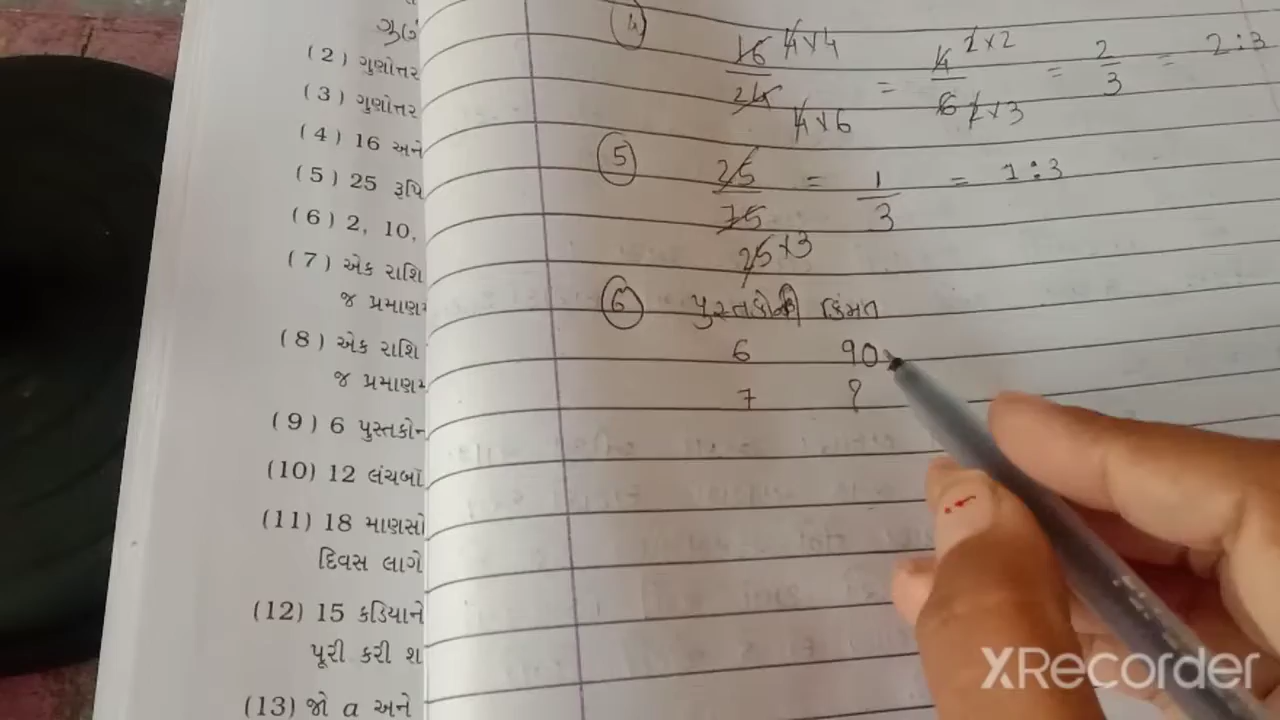 (2) ગુણોત્તર
(3) ગુણોત્તર
(4) 16 અને
(5) 25 રૂપિ
(6) 2, 10,
(7) એક રાશિ
જ પ્રમાણમ
(8) એક રાશિ
જ પ્રમાણમ
(9) 6 પુસ્તકોન
(10) 12 લંચબૉ
(11) 18 માણસો
દિવસ લાગે
(12) 15 કડિયાને
પૂરી કરી શ
(13) જો a અને
4
16 4×4 = 4 2×2 = 2 = 2:3
24 4×6 6 2×3 3
5
25 = 1 = 1:3
75 3
25×3
6 પુસ્તકોની કિંમત
6 90
7 ?
XRecorder